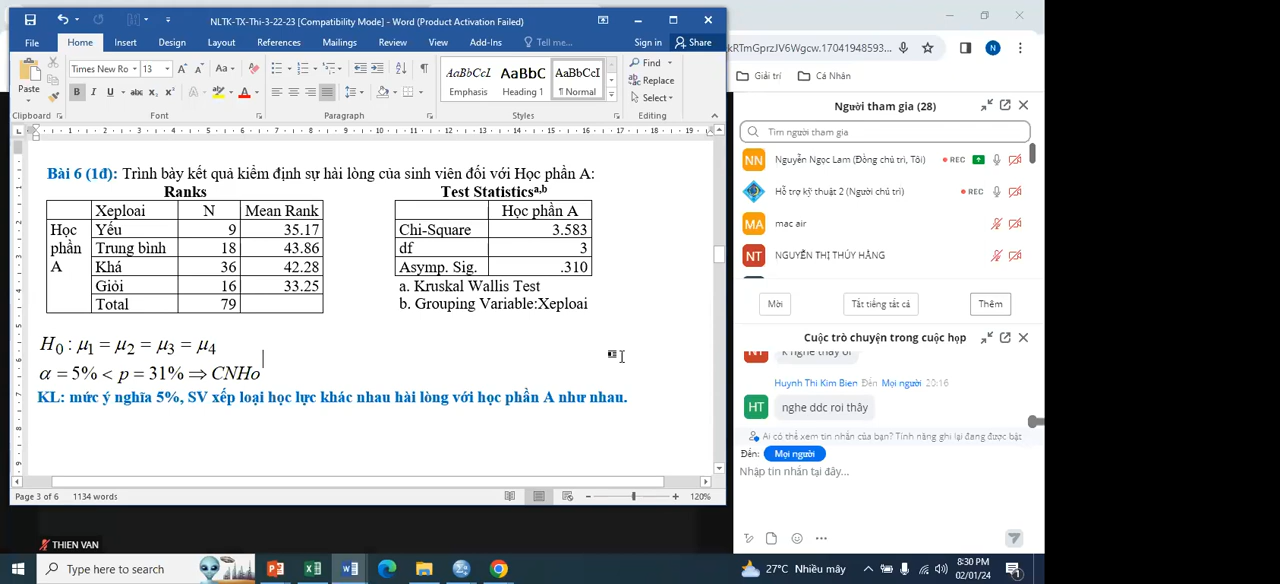 NLTK-TX-Thi-3-22-23 [Compatibility Mode] - Word (Product Activation Failed)
File Home Insert Design Layout References Mailings Review View Add-Ins Tell me... Sign in Share
Paste
Times New Ro 13
AaBbCcI AaBbC AaBbCcI
Emphasis Heading 1 ¶ Normal
Find
Replace
Select
Clipboard Font Paragraph Styles Editing
Bài 6 (1đ): Trình bày kết quả kiểm định sự hài lòng của sinh viên đối với Học phần A:
Ranks
Xeploai N Mean Rank
Học phần A
Yếu 9 35.17
Trung bình 18 43.86
Khá 36 42.28
Giỏi 16 33.25
Total 79
Test Statisticsᵃ,ᵇ
Học phần A
Chi-Square 3.583
df 3
Asymp. Sig. .310
a. Kruskal Wallis Test
b. Grouping Variable:Xeploai
H₀ : μ₁ = μ₂ = μ₃ = μ₄
α = 5% < p = 31% ⇒ CNHo
KL: mức ý nghĩa 5%, SV xếp loại học lực khác nhau hài lòng với học phần A như nhau.
Page 3 of 6 1134 words
120%
kRTmGprzJV6Wgcw.17041948593...
N
Giải trí Cá Nhân
Người tham gia (28)
Tìm người tham gia
NN Nguyễn Ngọc Lam (Đồng chủ trì, Tôi) REC
Hỗ trợ kỹ thuật 2 (Người chủ trì) REC
MA mac air
NT NGUYỄN THỊ THÚY HẰNG
Mời Tắt tiếng tất cả Thêm
Cuộc trò chuyện trong cuộc họp
Huynh Thi Kim Bien Đến Mọi người 20:16
HT nghe ddc roi thây
Ai có thể xem tin nhắn của bạn? Tính năng ghi lại đang được bật
Đến: Mọi người
Nhập tin nhắn tại đây...
THIEN VAN
Type here to search
27°C Nhiều mây
8:30 PM
02/01/24